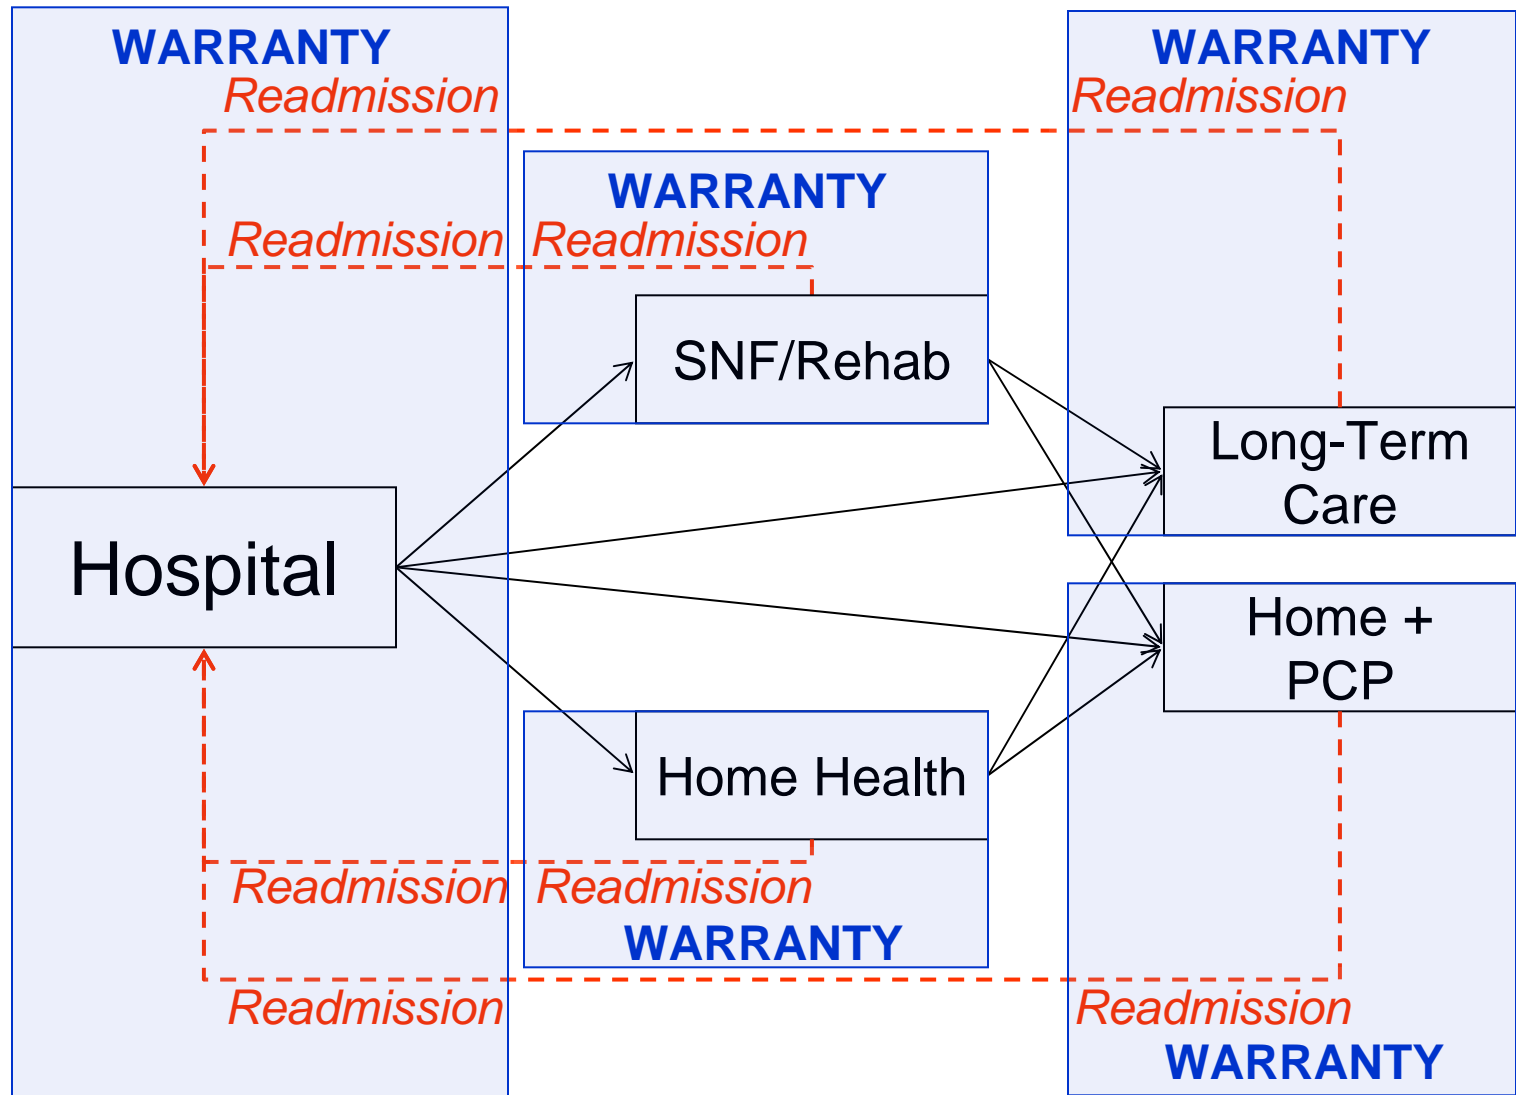 WARRANTY
WARRANTY
Readmission
Readmission
WARRANTY
Readmission
Readmission
SNF/Rehab
Long-Term
Care
Hospital
Home +
PCP
Home Health
Readmission
Readmission
WARRANTY
Readmission
Readmission
WARRANTY